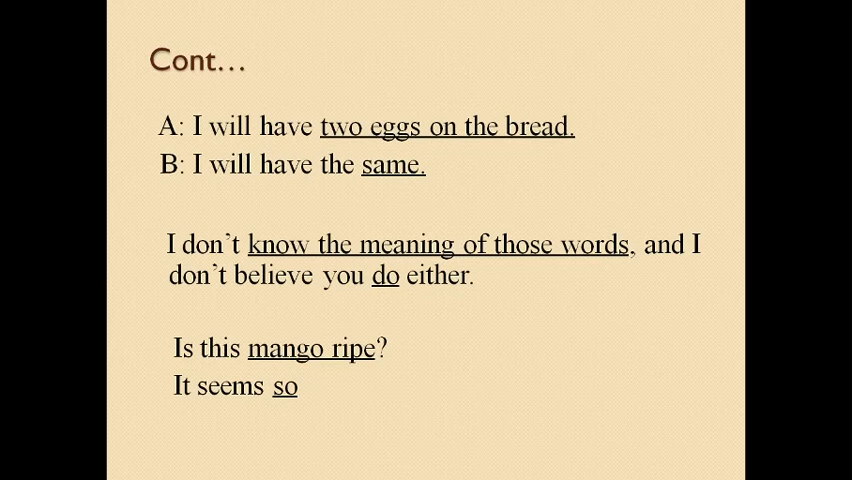 Cont…
A: I will have two eggs on the bread.
B: I will have the same.
I don’t know the meaning of those words, and I
don’t believe you do either.
Is this mango ripe?
It seems so